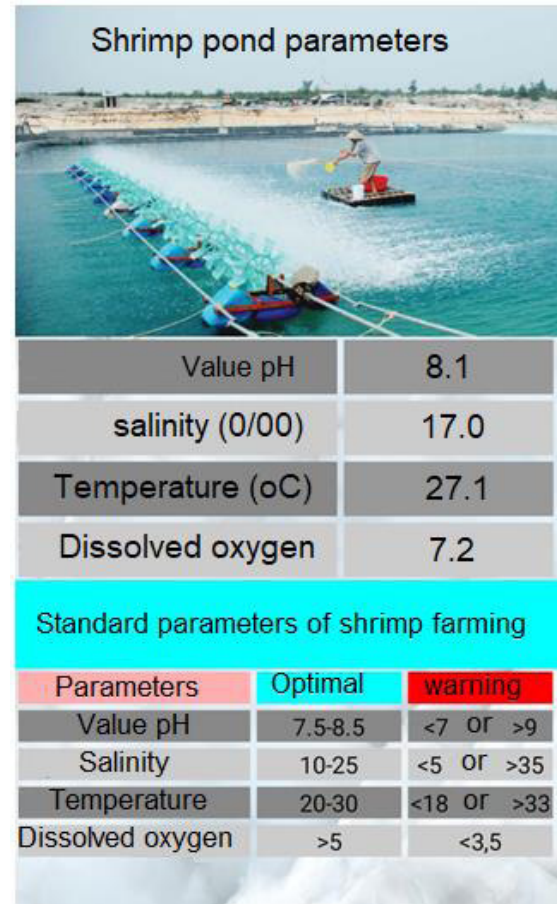 Shrimp pond parameters
Value pH 8.1
salinity (0/00) 17.0
Temperature (oC) 27.1
Dissolved oxygen 7.2
Standard parameters of shrimp farming
Parameters Optimal warning
Value pH 7.5-8.5 <7 or >9
Salinity 10-25 <5 or >35
Temperature 20-30 <18 or >33
Dissolved oxygen >5 <3,5